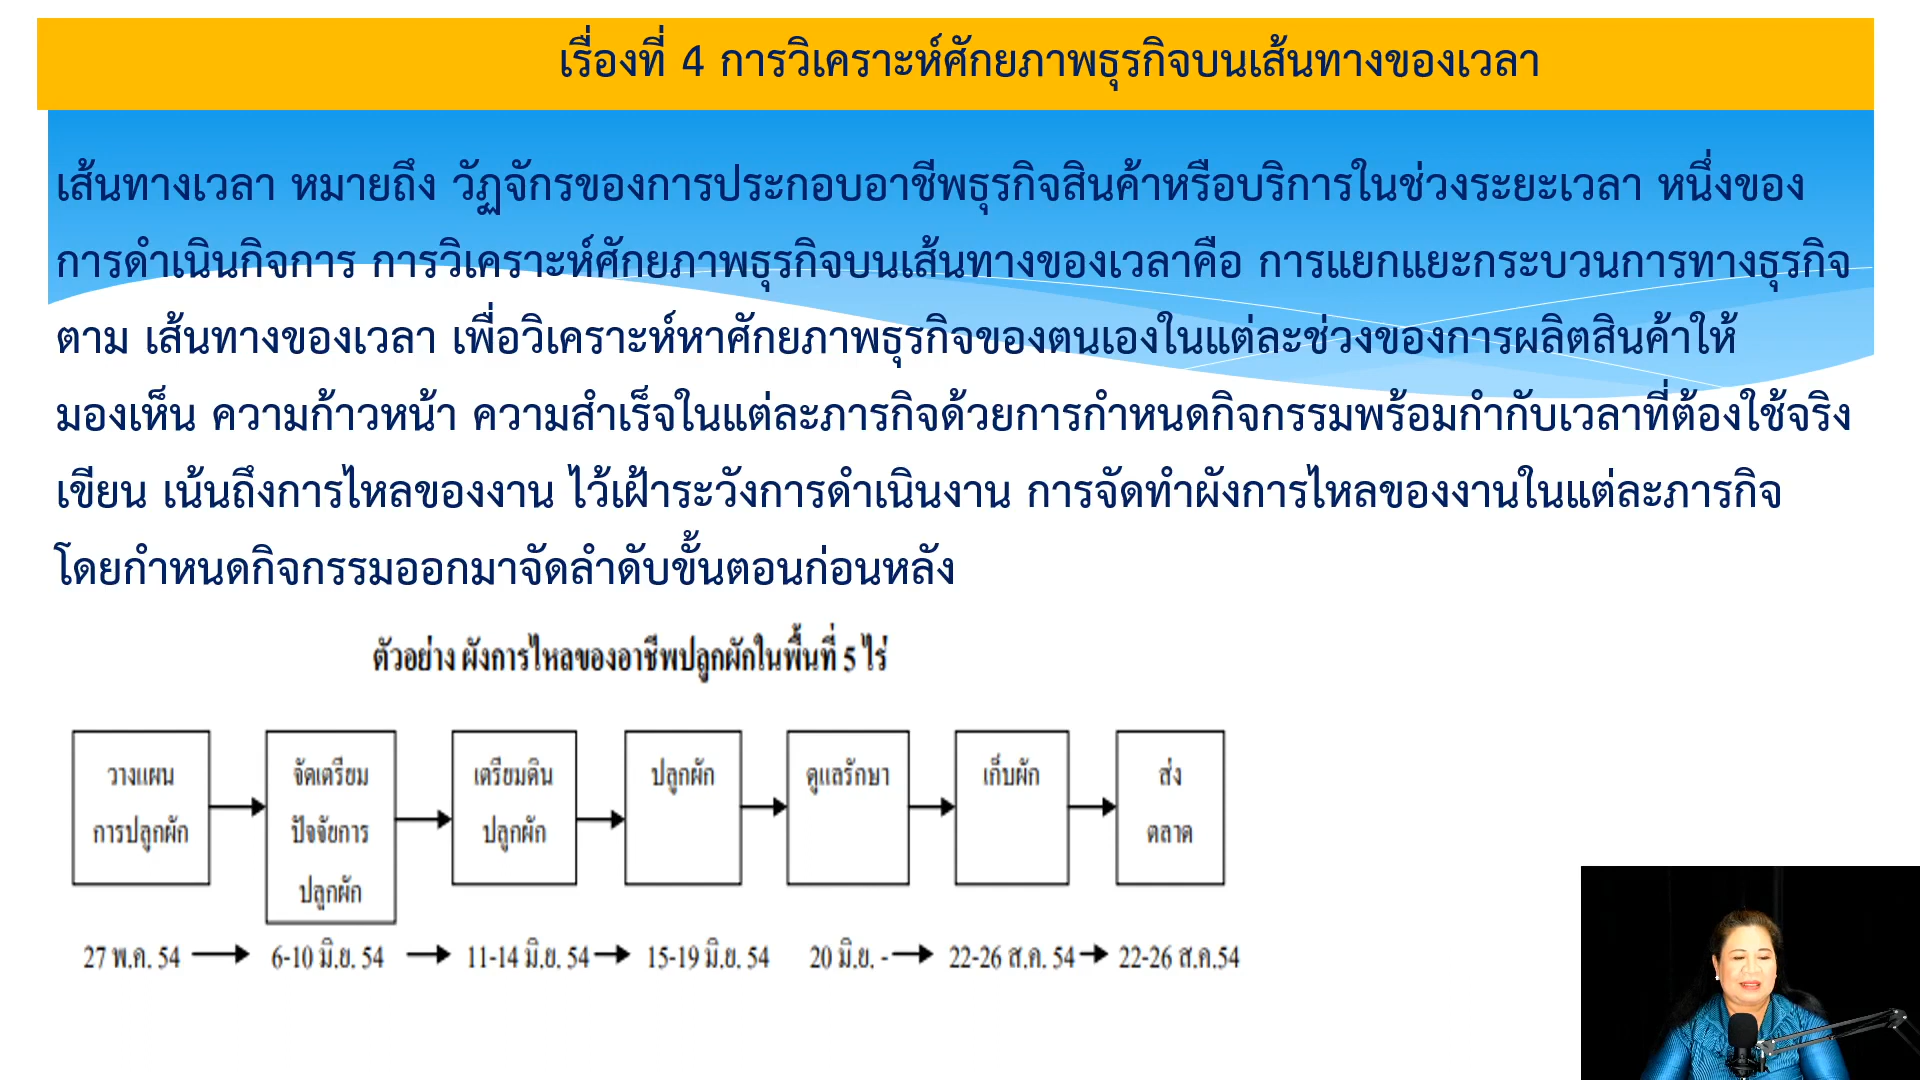 เรื่องที่ 4 การวิเคราะห์ศักยภาพธุรกิจบนเส้นทางของเวลา
เส้นทางเวลา หมายถึง วัฏจักรของการประกอบอาชีพธุรกิจสินค้าหรือบริการในช่วงระยะเวลา หนึ่งของ
การดำเนินกิจการ การวิเคราะห์ศักยภาพธุรกิจบนเส้นทางของเวลาคือ การแยกแยะกระบวนการทางธุรกิจ
ตาม เส้นทางของเวลา เพื่อวิเคราะห์หาศักยภาพธุรกิจของตนเองในแต่ละช่วงของการผลิตสินค้าให้
มองเห็น ความก้าวหน้า ความสำเร็จในแต่ละภารกิจด้วยการกำหนดกิจกรรมพร้อมกำกับเวลาที่ต้องใช้จริง
เขียน เน้นถึงการไหลของงาน ไว้เฝ้าระวังการดำเนินงาน การจัดทำผังการไหลของงานในแต่ละภารกิจ
โดยกำหนดกิจกรรมออกมาจัดลำดับขั้นตอนก่อนหลัง
ตัวอย่าง ผังการไหลของอาชีพปลูกผักในพื้นที่ 5 ไร่
วางแผน
การปลูกผัก
จัดเตรียม
ปัจจัยการ
ปลูกผัก
เตรียมดิน
ปลูกผัก
ปลูกผัก
ดูแลรักษา
เก็บผัก
ส่ง
ตลาด
27 พ.ค. 54 → 6-10 มิ.ย. 54 → 11-14 มิ.ย. 54 → 15-19 มิ.ย. 54 20 มิ.ย. - → 22-26 ส.ค. 54 → 22-26 ส.ค.54